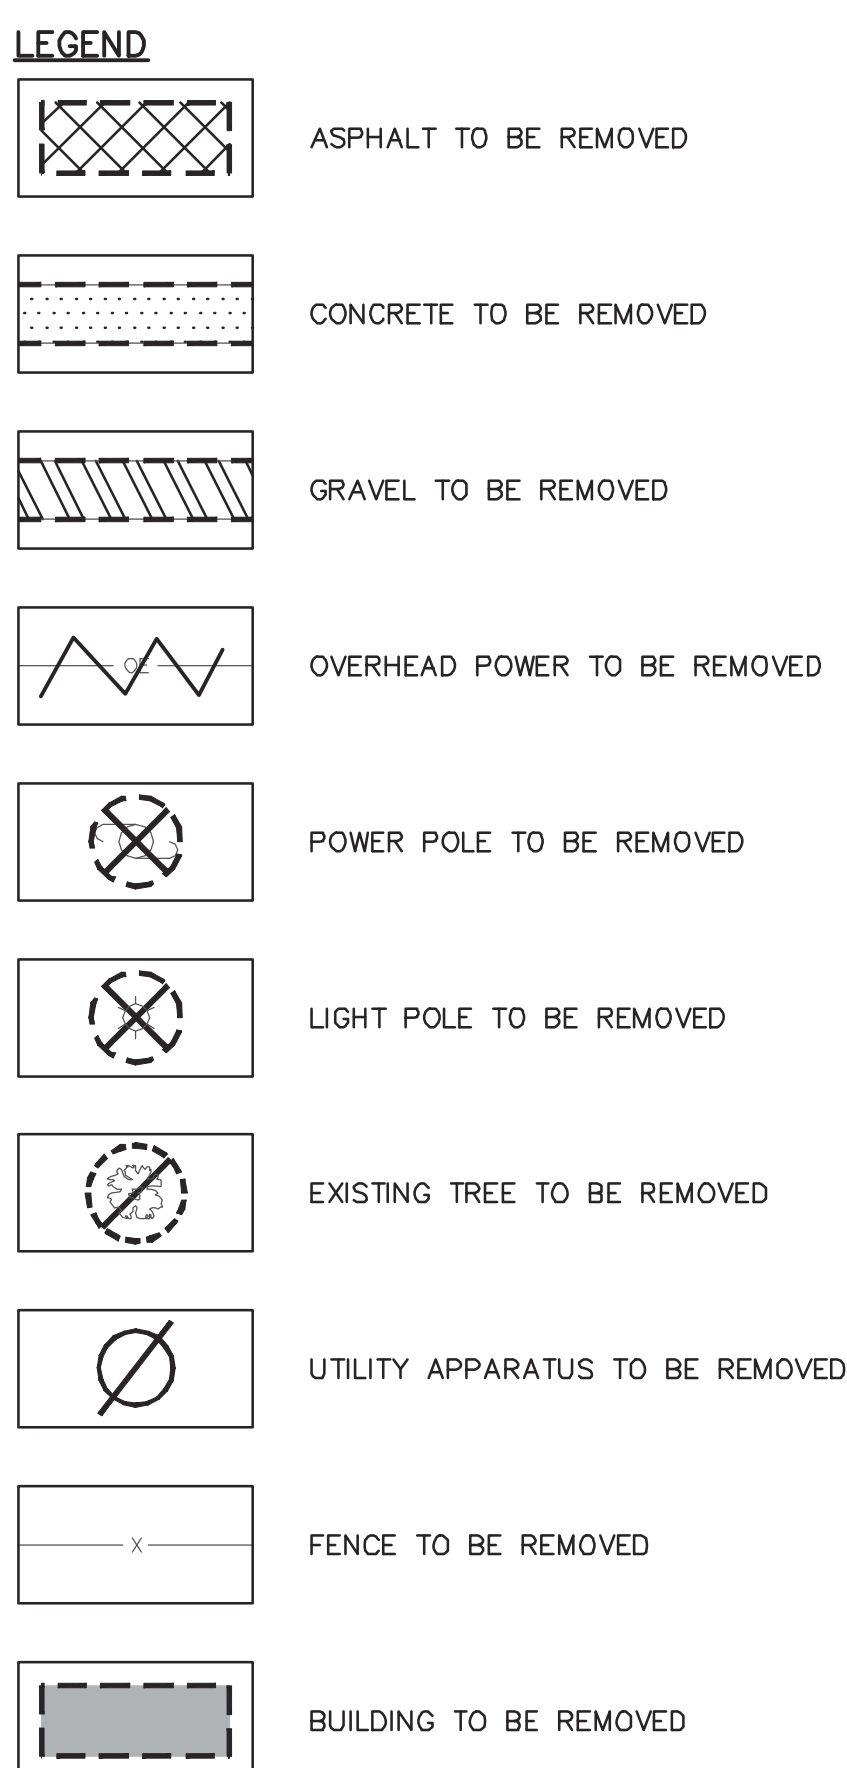 LEGEND
ASPHALT TO BE REMOVED
CONCRETE TO BE REMOVED
GRAVEL TO BE REMOVED
OE
OVERHEAD POWER TO BE REMOVED
POWER POLE TO BE REMOVED
LIGHT POLE TO BE REMOVED
EXISTING TREE TO BE REMOVED
UTILITY APPARATUS TO BE REMOVED
X
FENCE TO BE REMOVED
BUILDING TO BE REMOVED